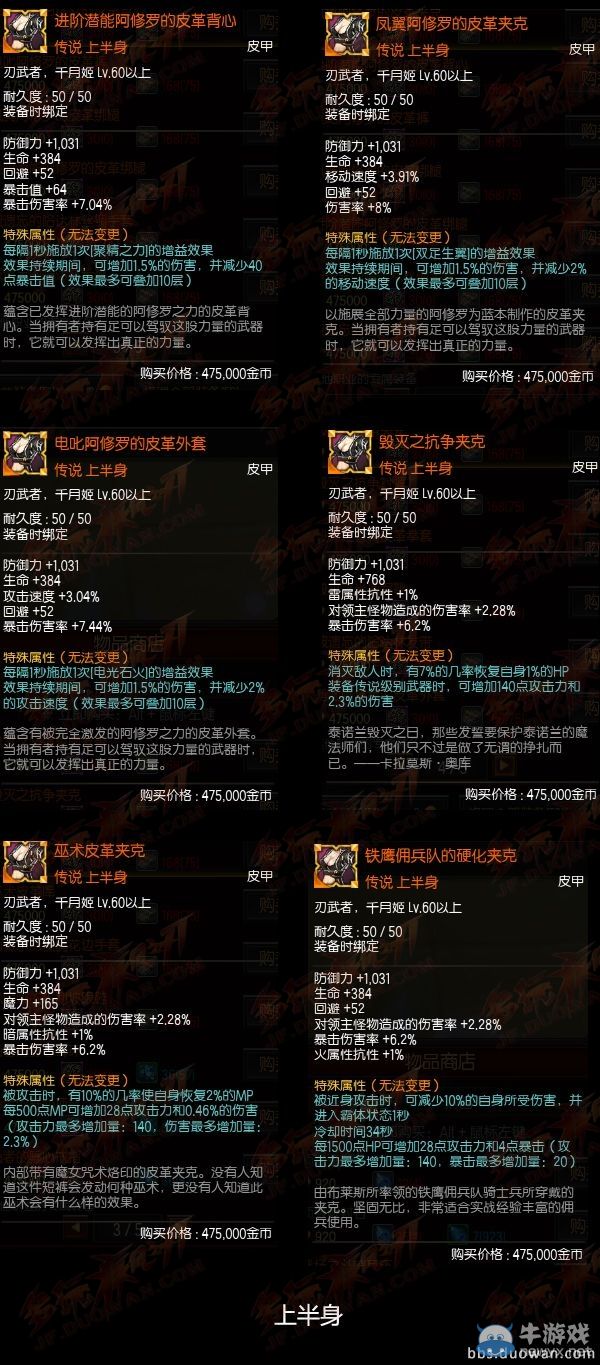 进阶潜能阿修罗的皮革背心
传说 上半身
皮甲
刃武者，千月姬 Lv.60以上
耐久度 : 50 / 50
装备时绑定
防御力 +1,031
生命 +384
回避 +52
暴击值 +64
暴击伤害率 +7.04%
特殊属性（无法变更）
每隔1秒施放1次[聚精之力]的增益效果
效果持续期间，可增加1.5%的伤害，并减少40
点暴击值（效果最多可叠加10层）
蕴含已发挥进阶潜能的阿修罗之力的皮革背
心。当拥有者持有足可以驾驭这股力量的武器
时，它就可以发挥出真正的力量。
购买价格 : 475,000金币
凤翼阿修罗的皮革夹克
传说 上半身
皮甲
刃武者，千月姬 Lv.60以上
耐久度 : 50 / 50
装备时绑定
防御力 +1,031
生命 +384
移动速度 +3.91%
回避 +52
伤害率 +8%
特殊属性（无法变更）
每隔1秒施放1次[双足生翼]的增益效果
效果持续期间，可增加1.5%的伤害，并减少2%
的移动速度（效果最多可叠加10层）
以施展全部力量的阿修罗为蓝本制作的皮革夹
克。当拥有者持有足可以驾驭这股力量的武器
时，它就可以发挥出真正的力量。
购买价格 : 475,000金币
电叱阿修罗的皮革外套
传说 上半身
皮甲
刃武者，千月姬 Lv.60以上
耐久度 : 50 / 50
装备时绑定
防御力 +1,031
生命 +384
攻击速度 +3.04%
回避 +52
暴击伤害率 +7.44%
特殊属性（无法变更）
每隔1秒施放1次[电光石火]的增益效果
效果持续期间，可增加1.5%的伤害，并减少2%
的攻击速度（效果最多可叠加10层）
蕴含有被完全激发的阿修罗之力的皮革外套。
当拥有者持有足可以驾驭这股力量的武器时，
它就可以发挥出真正的力量。
购买价格 : 475,000金币
毁灭之抗争夹克
传说 上半身
皮甲
刃武者，千月姬 Lv.60以上
耐久度 : 50 / 50
装备时绑定
防御力 +1,031
生命 +768
雷属性抗性 +1%
对领主怪物造成的伤害率 +2.28%
暴击伤害率 +6.2%
特殊属性（无法变更）
消灭敌人时，有7%的几率恢复自身1%的HP
装备传说级别武器时，可增加140点攻击力和
2.3%的伤害
泰诺兰毁灭之日，那些发誓要保护泰诺兰的魔
法师们，他们只不过是做了无谓的挣扎而
已。——卡拉莫斯·奥库
购买价格 : 475,000金币
巫术皮革夹克
传说 上半身
皮甲
刃武者，千月姬 Lv.60以上
耐久度 : 50 / 50
装备时绑定
防御力 +1,031
生命 +384
魔力 +165
对领主怪物造成的伤害率 +2.28%
暗属性抗性 +1%
暴击伤害率 +6.2%
特殊属性（无法变更）
被攻击时，有10%的几率使自身恢复2%的MP
每500点MP可增加28点攻击力和0.46%的伤害
（攻击力最多增加量：140，伤害最多增加量：
2.3%）
内部带有魔女咒术烙印的皮革夹克。没有人知
道这件短裤会发动何种巫术，更没有人知道此
巫术会有什么样的效果。
购买价格 : 475,000金币
铁鹰佣兵队的硬化夹克
传说 上半身
皮甲
刃武者，千月姬 Lv.60以上
耐久度 : 50 / 50
装备时绑定
防御力 +1,031
生命 +384
回避 +52
对领主怪物造成的伤害率 +2.28%
暴击伤害率 +6.2%
火属性抗性 +1%
特殊属性（无法变更）
被近身攻击时，可减少10%的自身所受伤害，并
进入霸体状态1秒
冷却时间34秒
每1500点HP可增加28点攻击力和4点暴击（攻
击力最多增加量：140，暴击最多增加量：20）
由布莱斯所率领的铁鹰佣兵队骑士兵所穿戴的
夹克。坚固无比，非常适合实战经验丰富的佣
兵使用。
购买价格 : 475,000金币
上半身
牛游戏
bbs.duowan.com